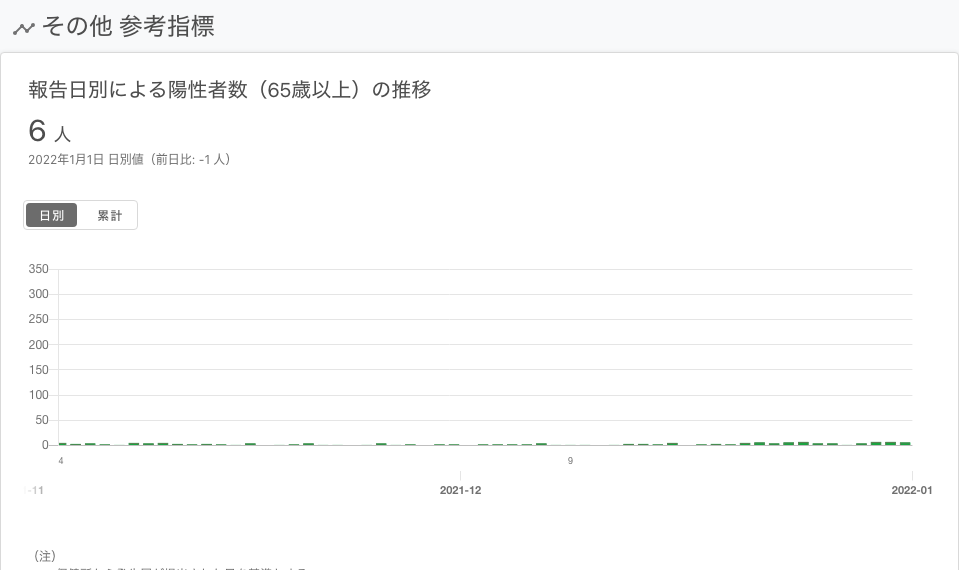 その他 参考指標
報告日別による陽性者数（65歳以上）の推移
6 人
2022年1月1日 日別値（前日比: -1 人）
日別 累計
350
300
250
200
150
100
50
0
4 9
-11 2021-12 2022-01
（注）